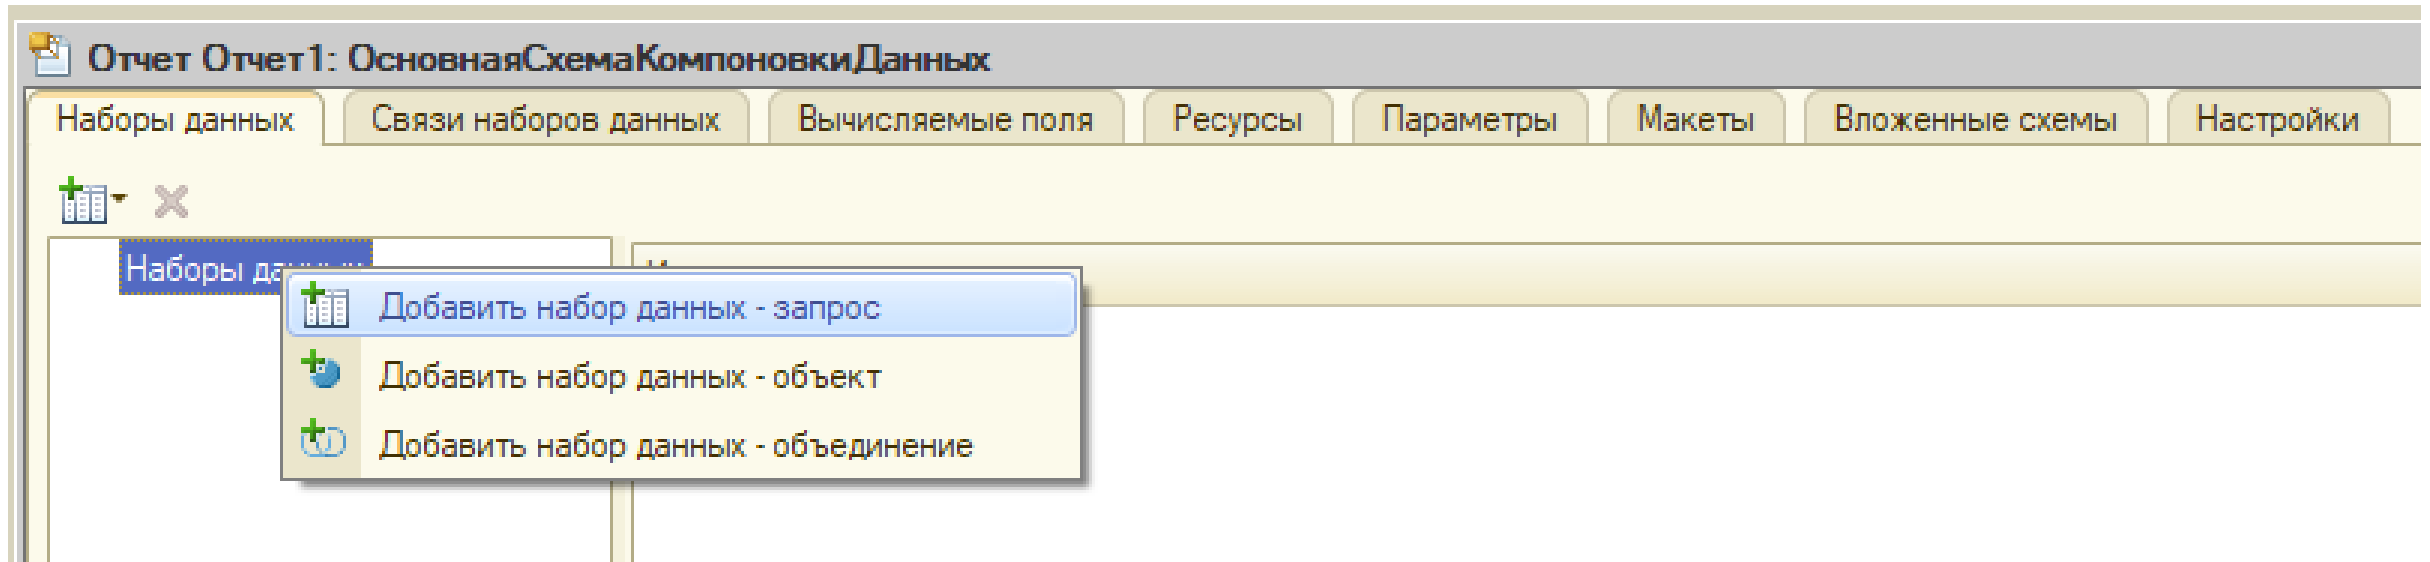 Отчет Отчет1: ОсновнаяСхемаКомпоновкиДанных
Наборы данных Связи наборов данных Вычисляемые поля Ресурсы Параметры Макеты Вложенные схемы Настройки
Наборы
Добавить набор данных - запрос
Добавить набор данных - объект
Добавить набор данных - объединение